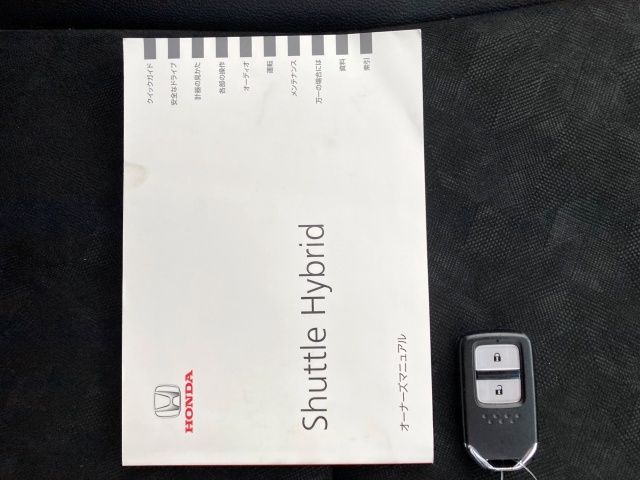 クイックガイド
安全なドライブ
計器の見かた
各部の操作
オーディオ
運転
メンテナンス
万一の場合には
資料
索引
Shuttle Hybrid
オーナーズマニュアル
HONDA